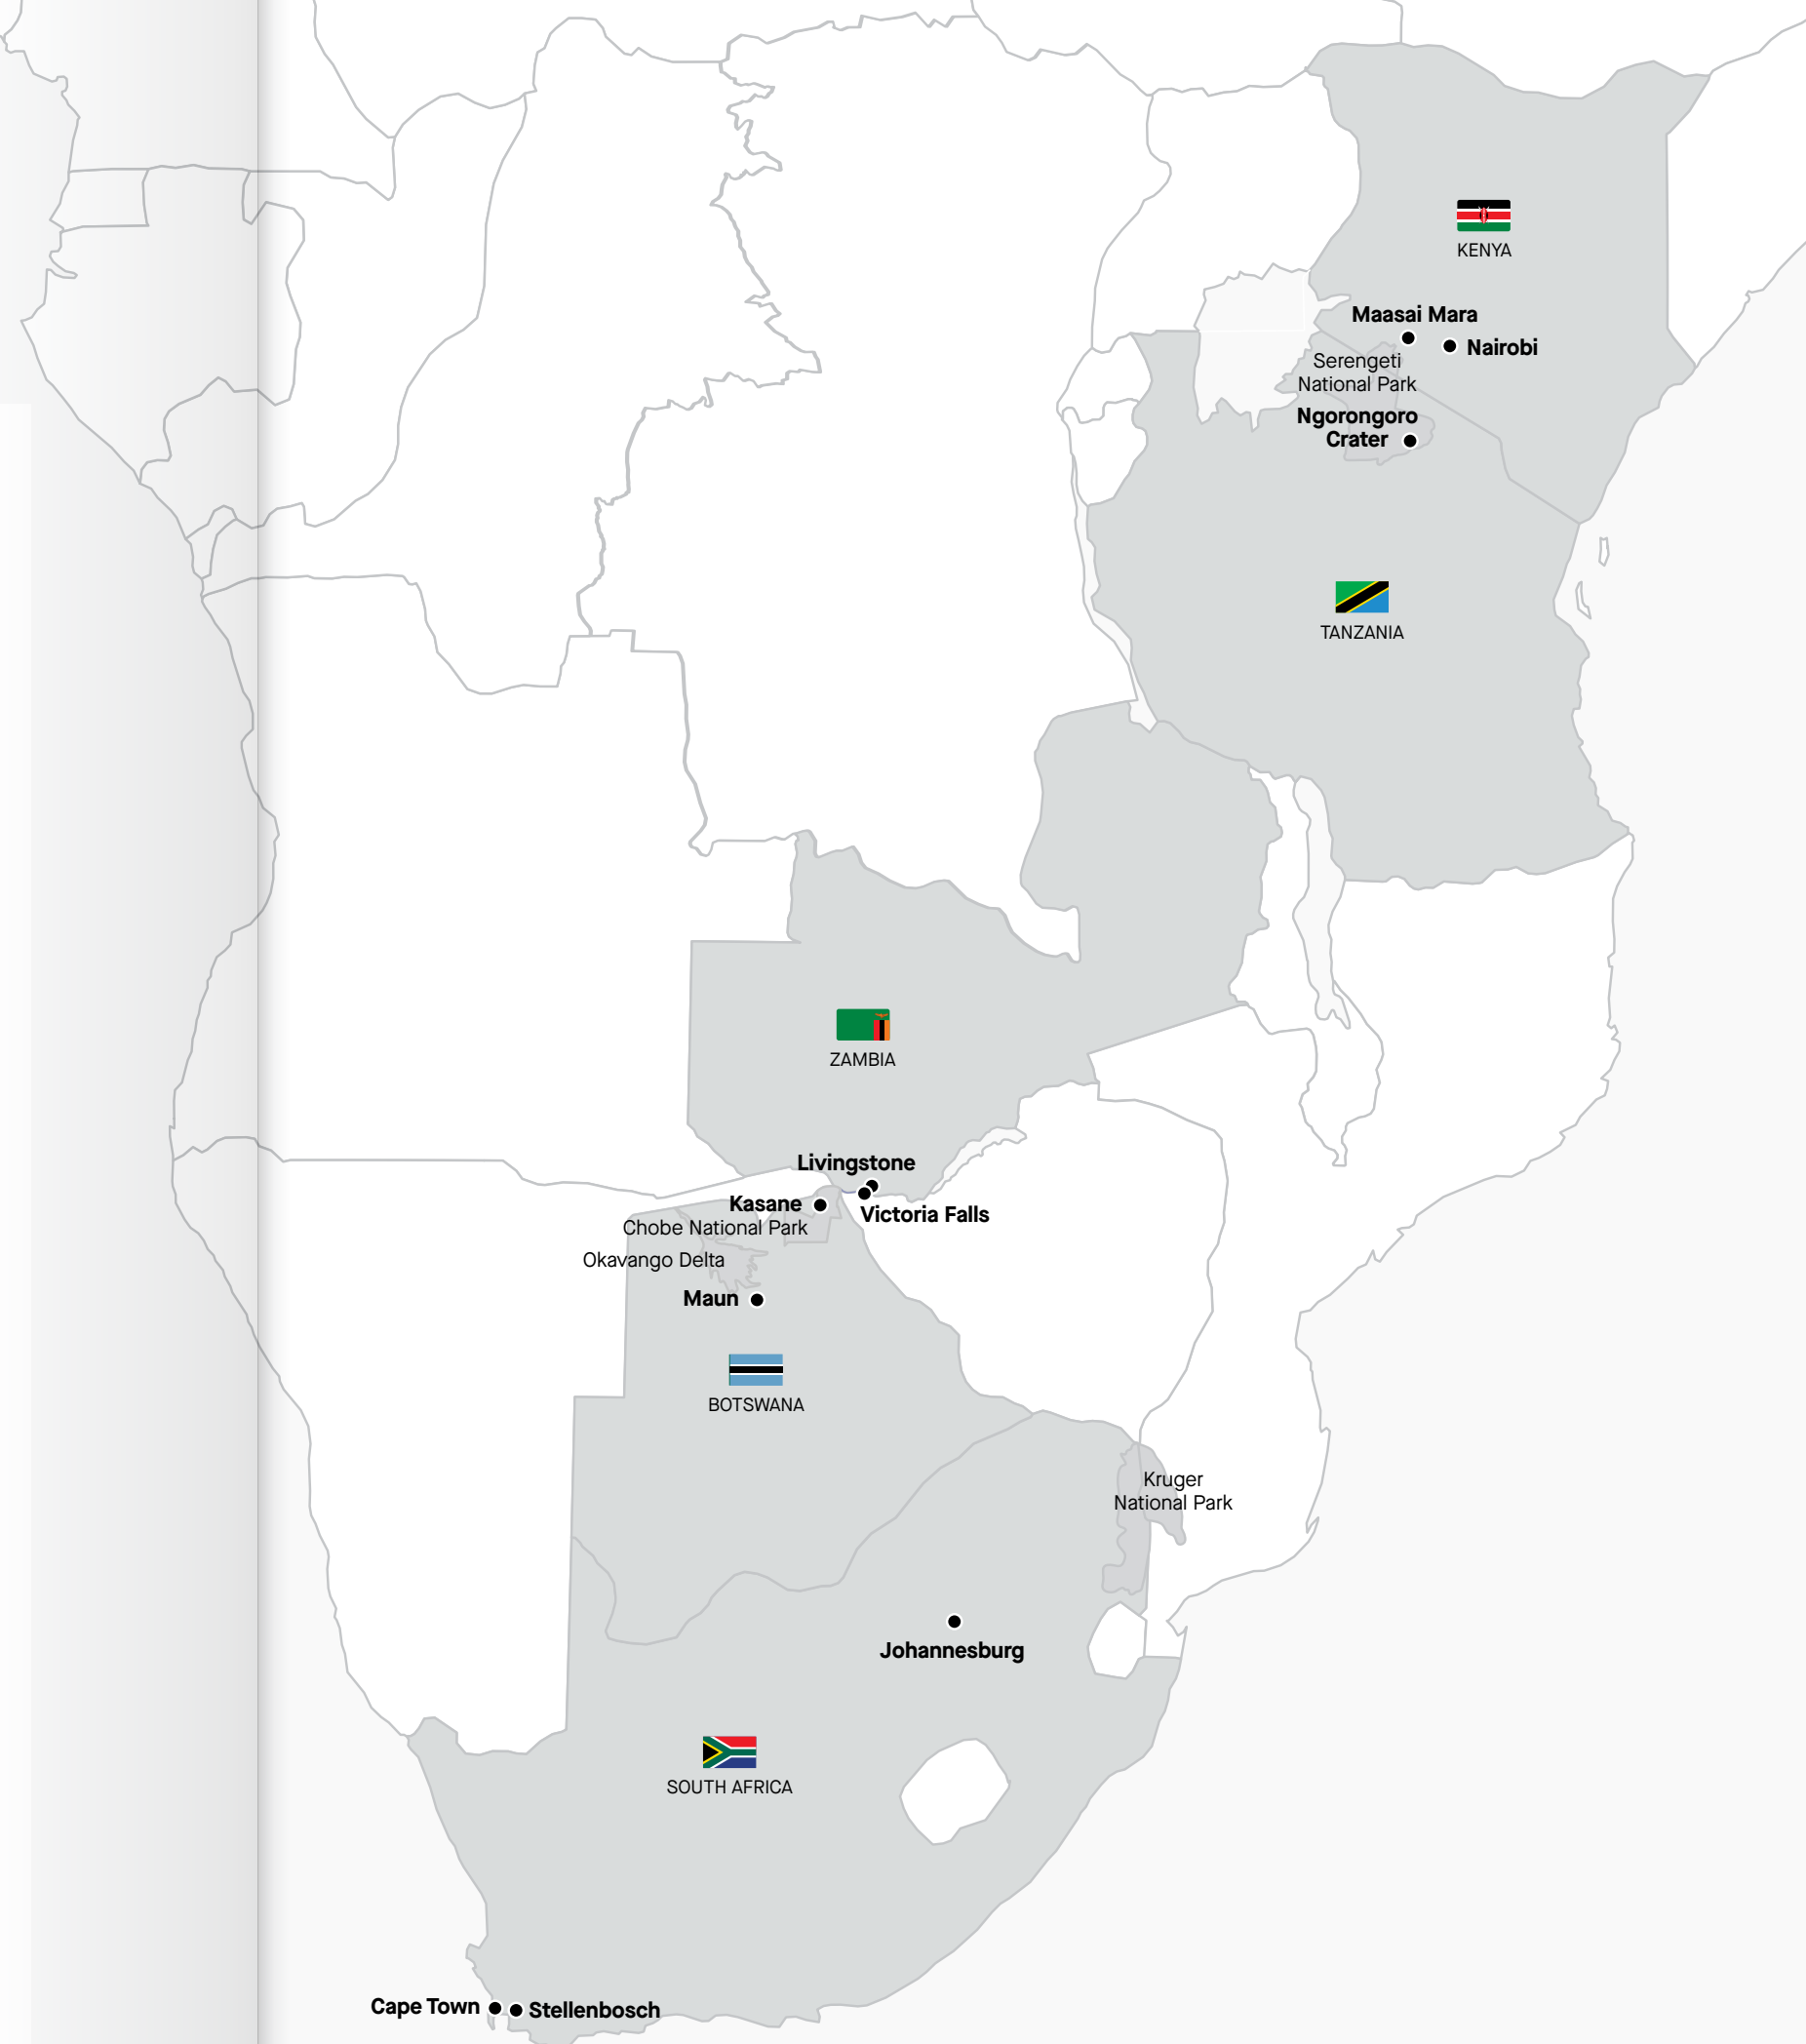 KENYA
Maasai Mara
Nairobi
Serengeti
National Park
Ngorongoro
Crater
TANZANIA
ZAMBIA
Livingstone
Kasane
Victoria Falls
Chobe National Park
Okavango Delta
Maun
BOTSWANA
Kruger
National Park
Johannesburg
SOUTH AFRICA
Cape Town
Stellenbosch